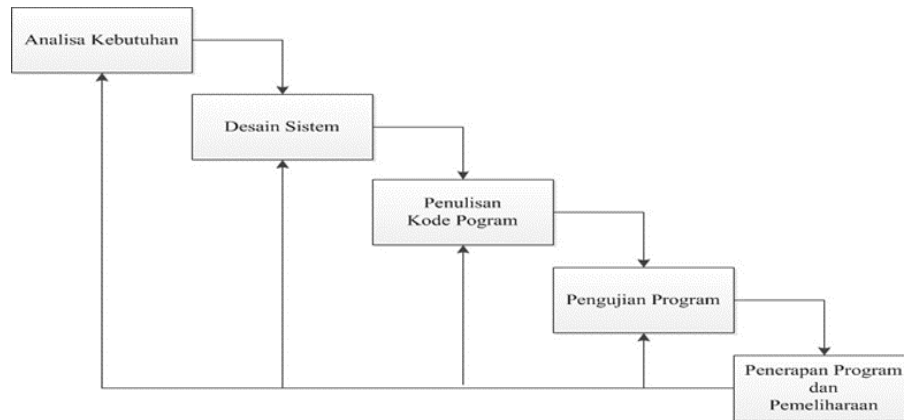 Analisa Kebutuhan
Desain Sistem
Penulisan
Kode Pogram
Pengujian Program
Penerapan Program
dan
Pemeliharaan